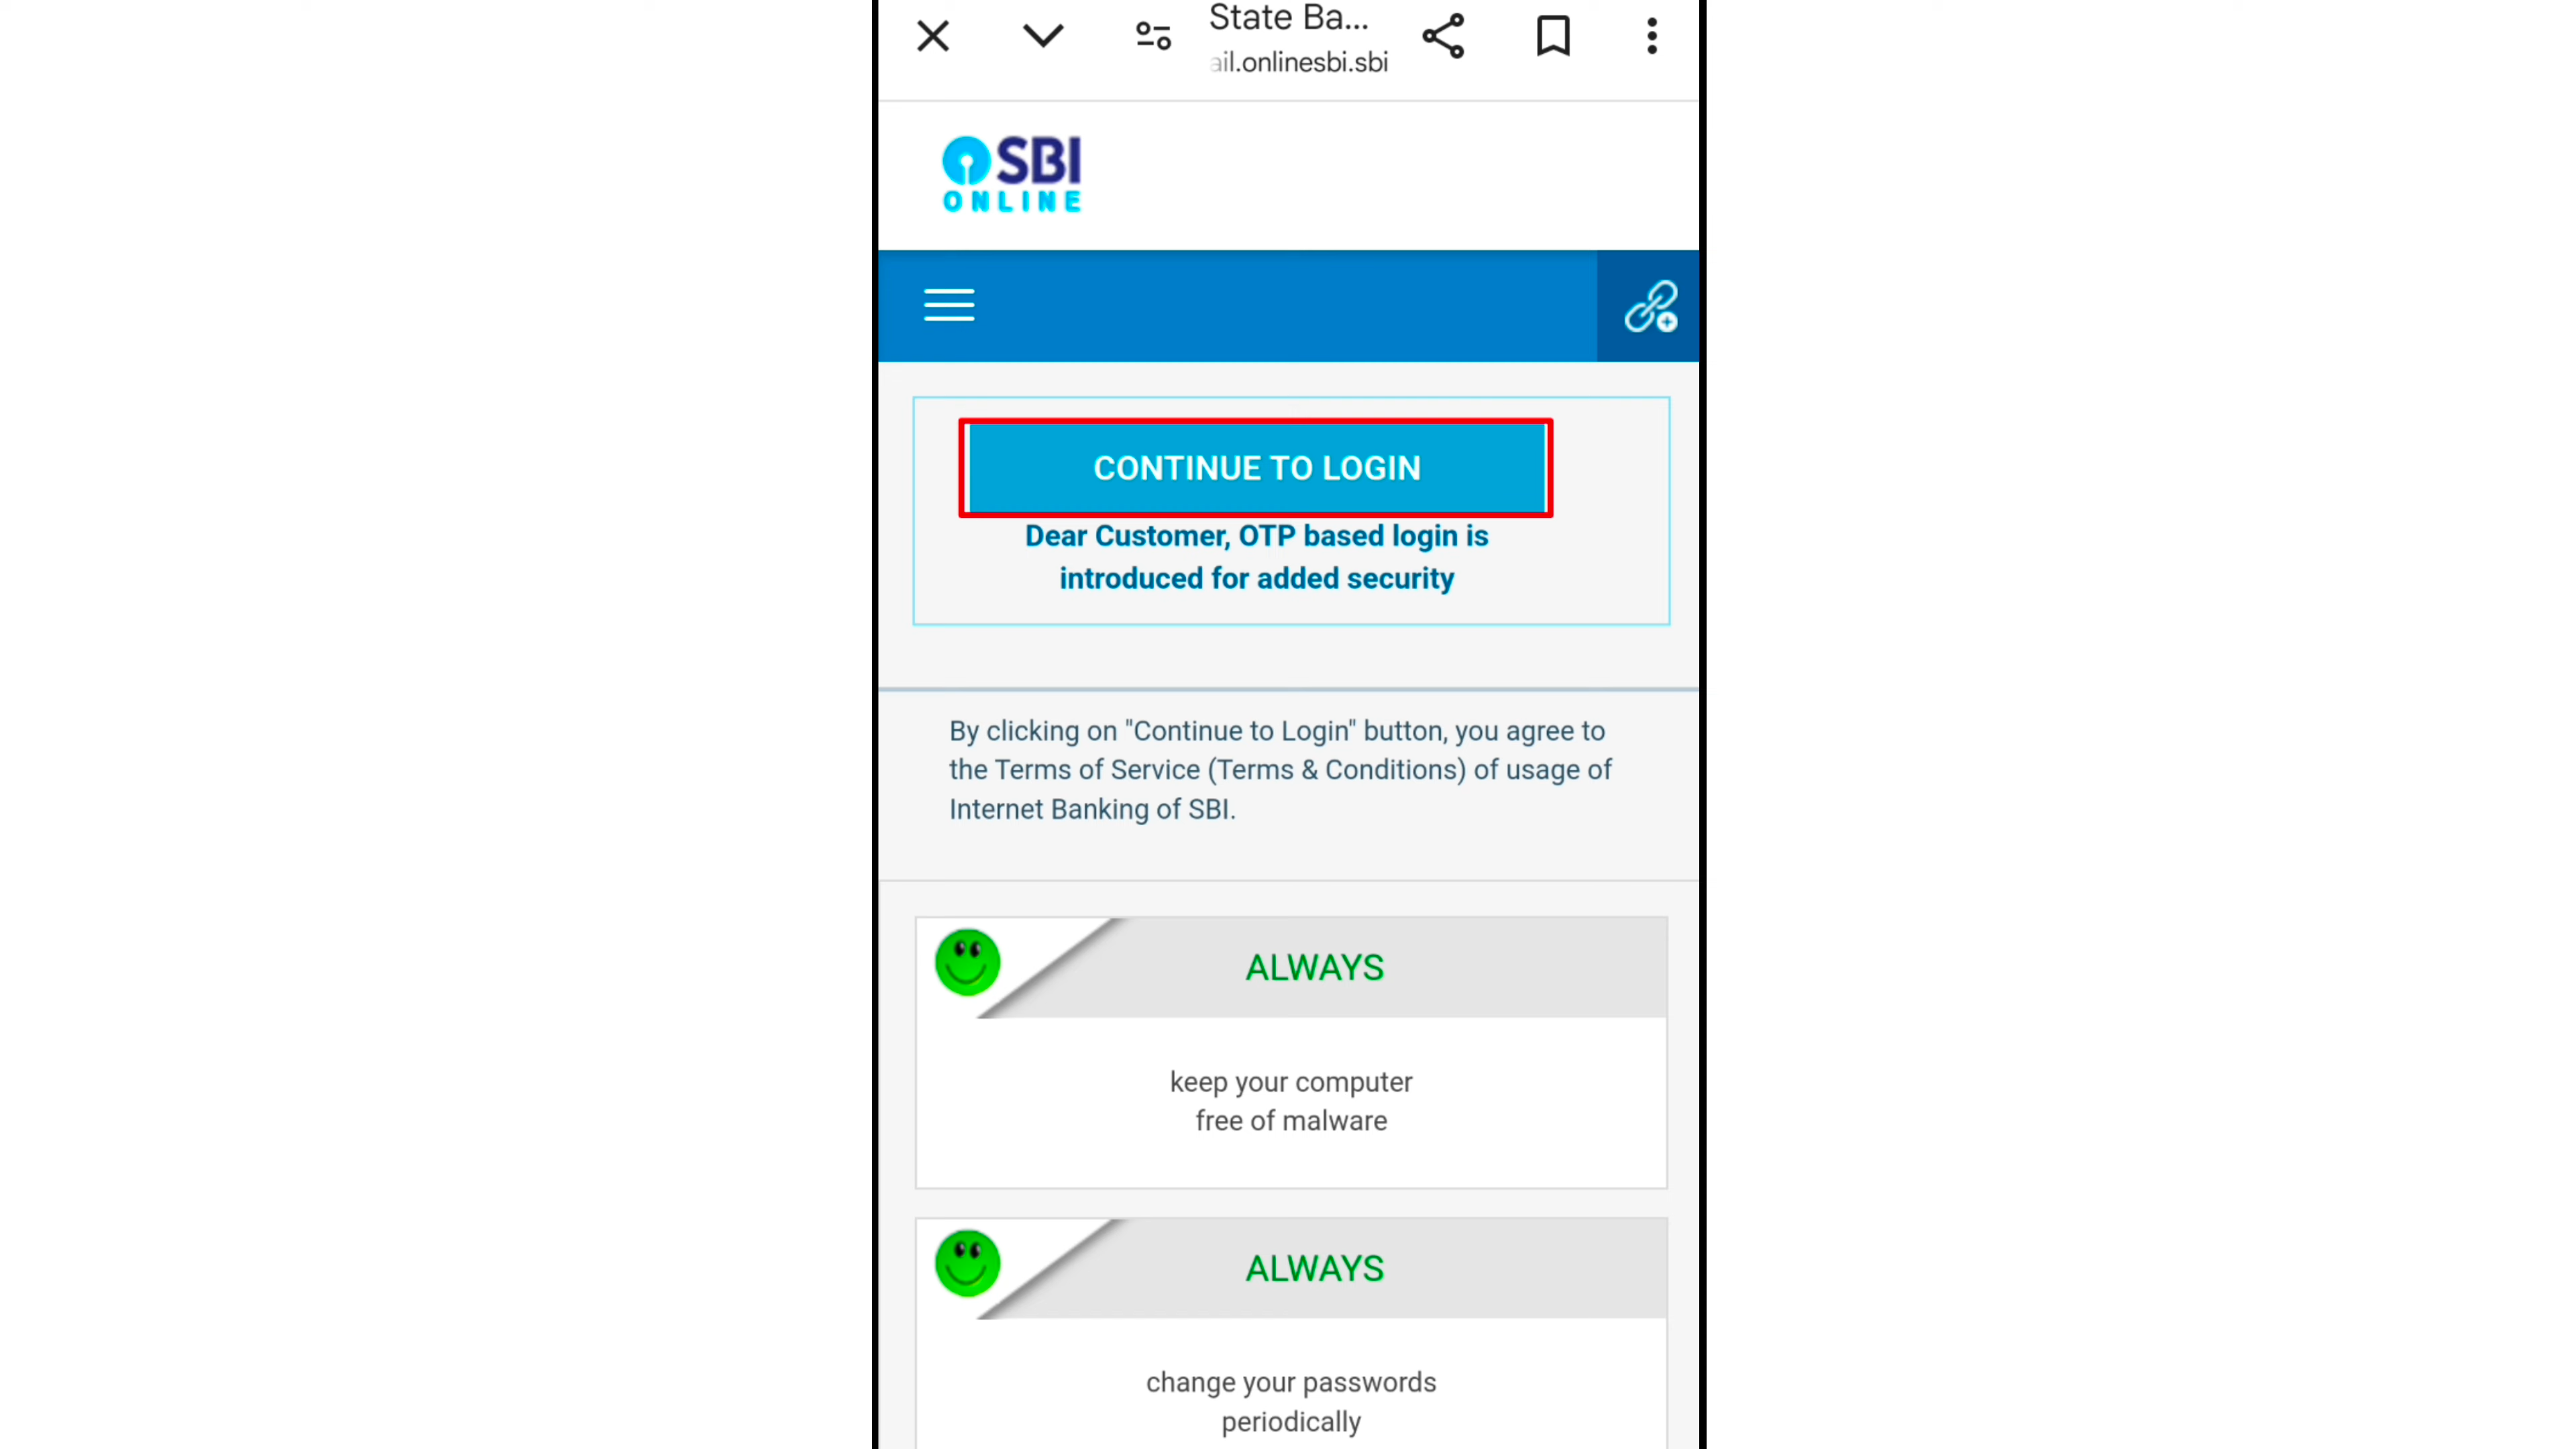 State Ba...
ail.onlinesbi.sbi
SBI
ONLINE
CONTINUE TO LOGIN
Dear Customer, OTP based login is
introduced for added security
By clicking on "Continue to Login" button, you agree to
the Terms of Service (Terms & Conditions) of usage of
Internet Banking of SBI.
ALWAYS
keep your computer
free of malware
ALWAYS
change your passwords
periodically